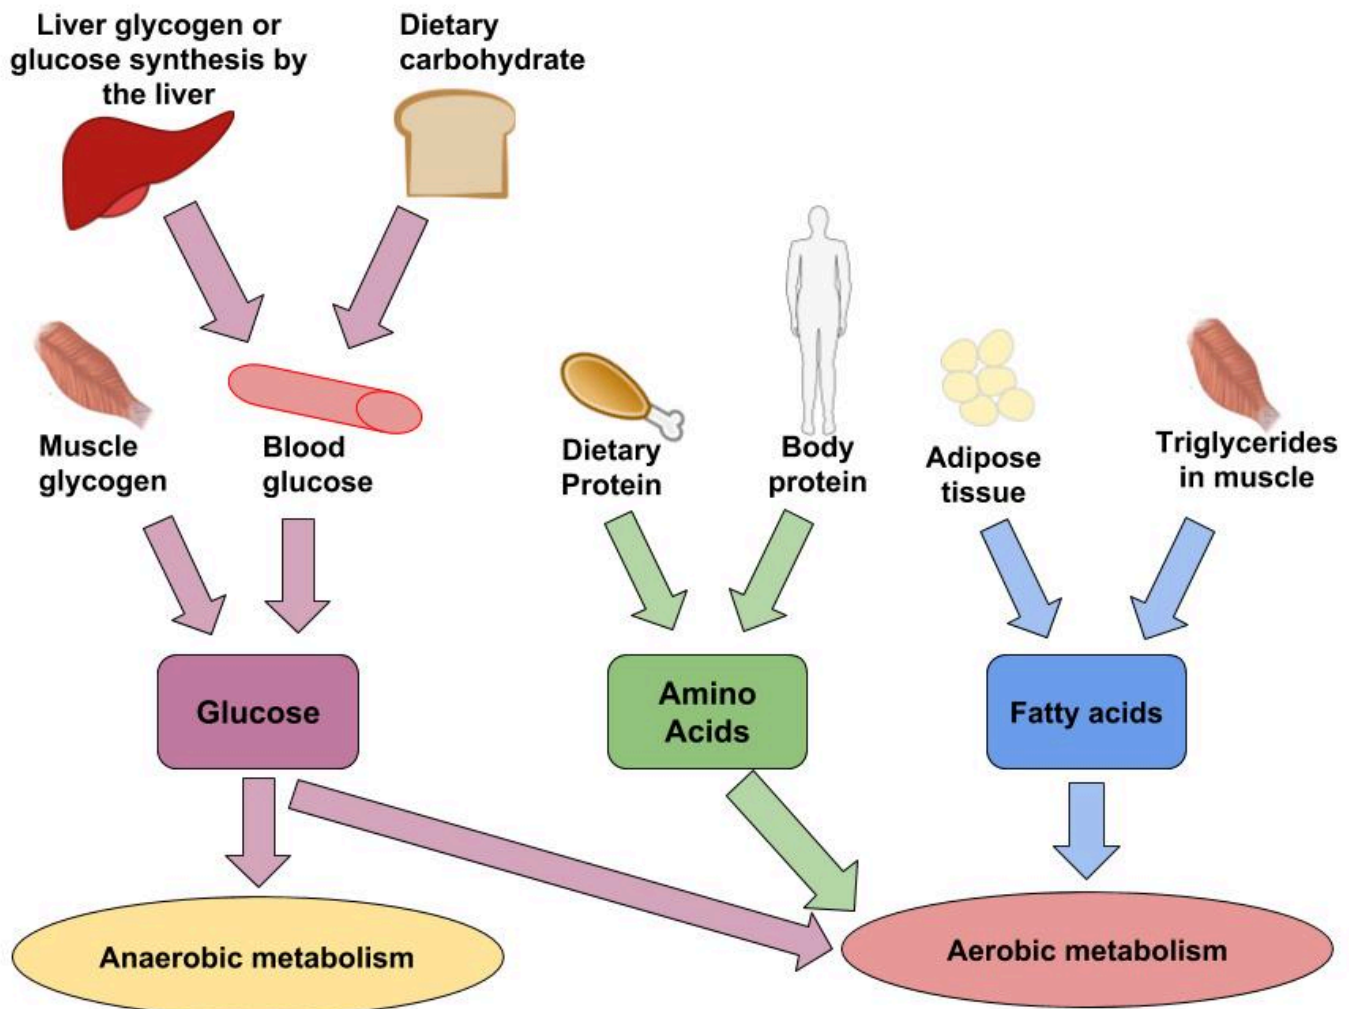 Liver glycogen or
glucose synthesis by
the liver
Dietary
carbohydrate
Muscle
glycogen
Blood
glucose
Dietary
Protein
Body
protein
Adipose
tissue
Triglycerides
in muscle
Glucose
Amino
Acids
Fatty acids
Anaerobic metabolism
Aerobic metabolism